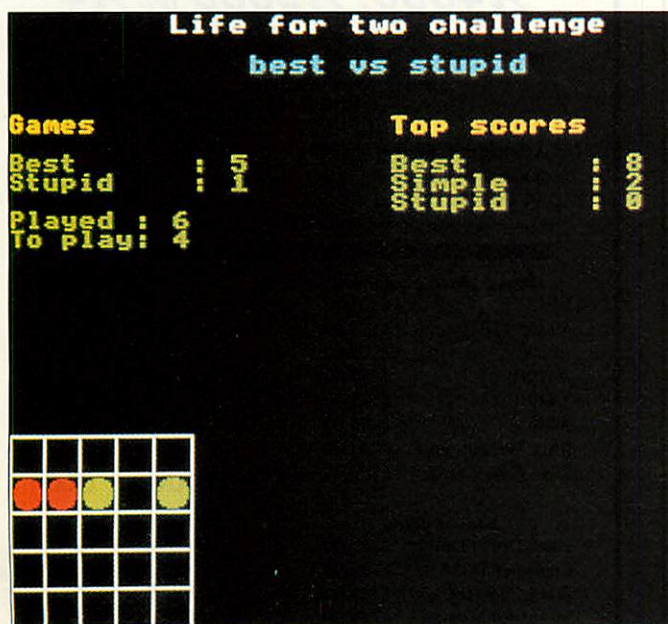 Life for two challenge
best vs stupid
Games
Best : 5
Stupid : 1
Played : 6
To play: 4
Top scores
Best : 8
Simple : 2
Stupid : 0